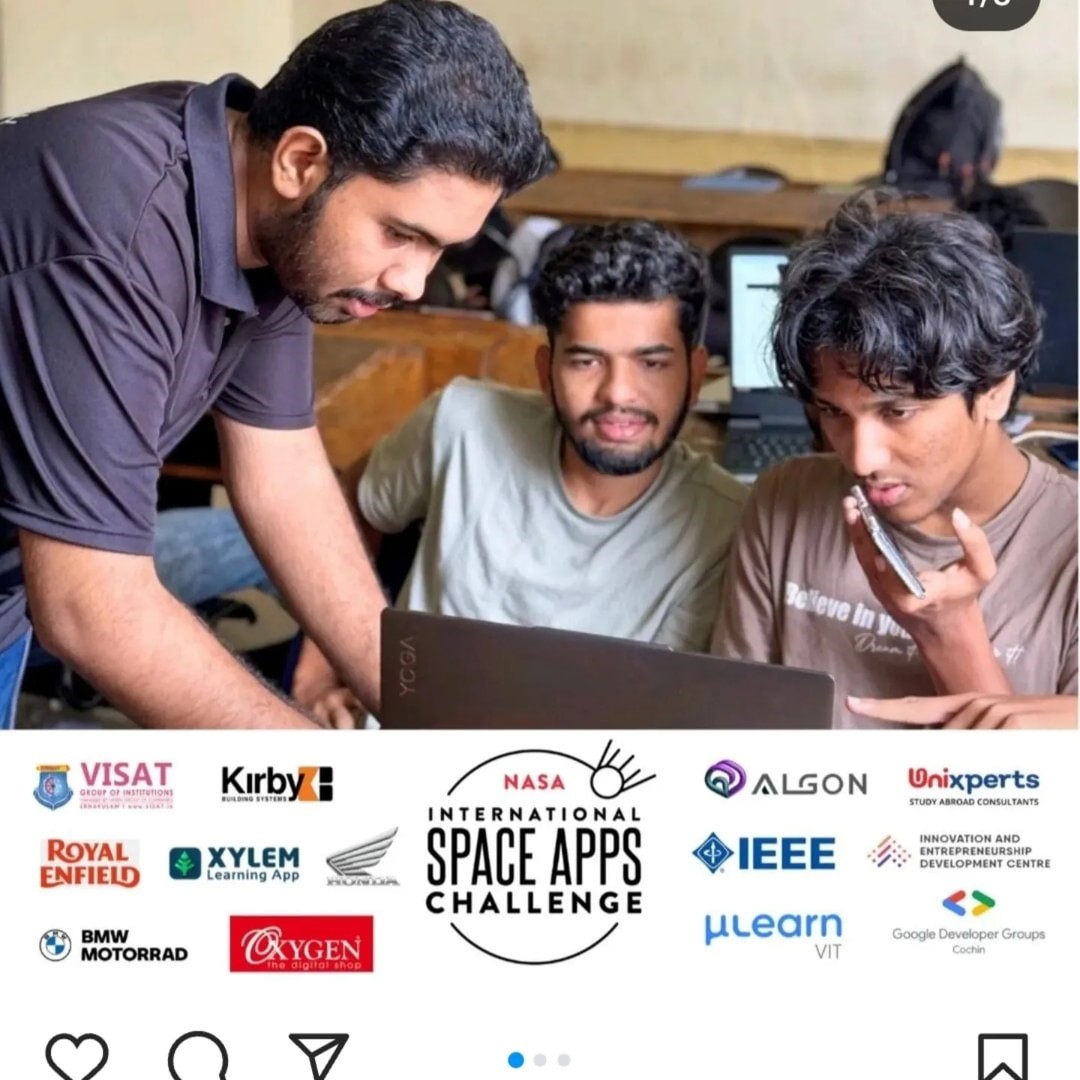 YOGA
Believe in you
Dream
VISAT
GROUP OF INSTITUTIONS
Kirby
BUILDING SYSTEMS
NASA
INTERNATIONAL
SPACE APPS
CHALLENGE
ALGON
Unixperts
STUDY ABROAD CONSULTANTS
ROYAL
ENFIELD
XYLEM
Learning App
HONDA
IEEE
INNOVATION AND
ENTREPRENEURSHIP
DEVELOPMENT CENTRE
BMW
MOTORRAD
OXYGEN
the digital shop
µLearn
VIT
Google Developer Groups
Cochin